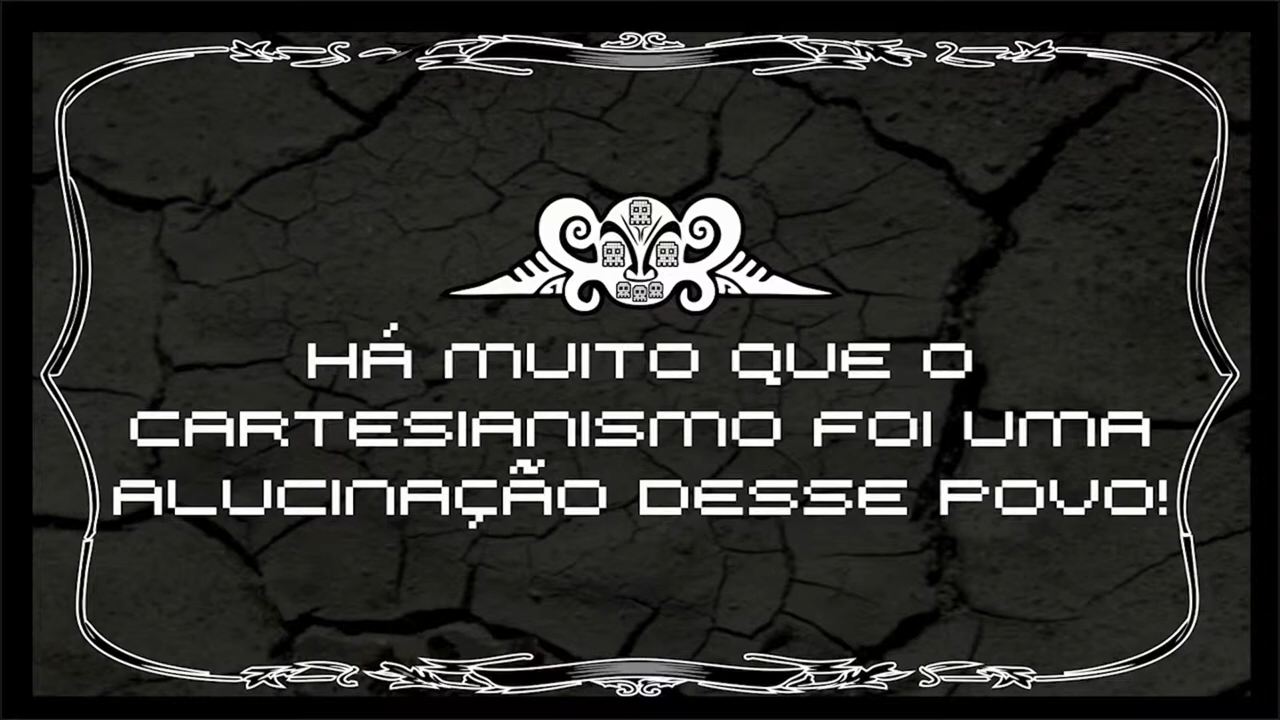 HÁ MUITO QUE O
CARTESIANISMO FOI UMA
ALUCINAÇÃO DESSE POVO!